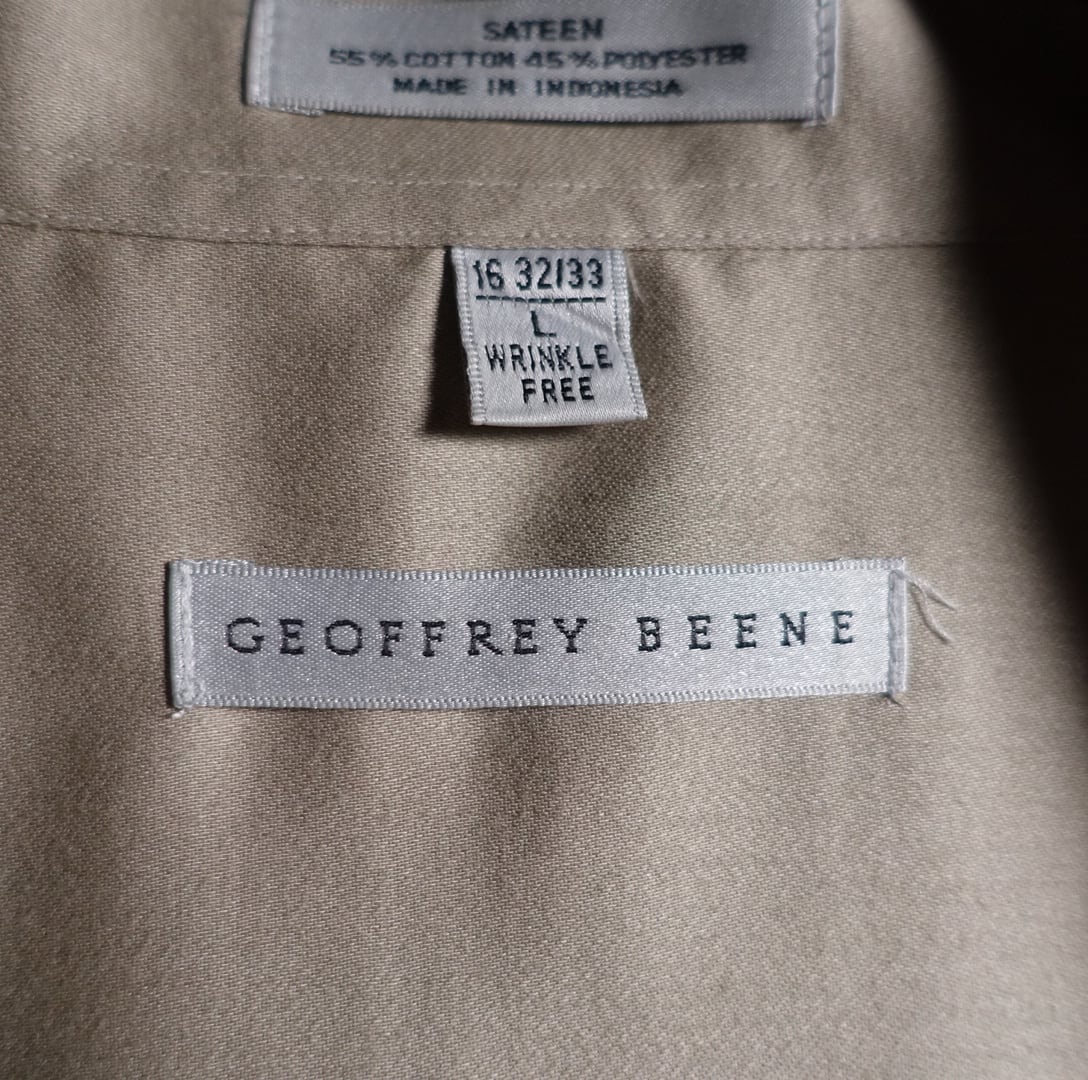 SATEEN
55% COTTON 45% POLYESTER
MADE IN INDONESIA
16 32/33
L
WRINKLE
FREE
GEOFFREY BEENE